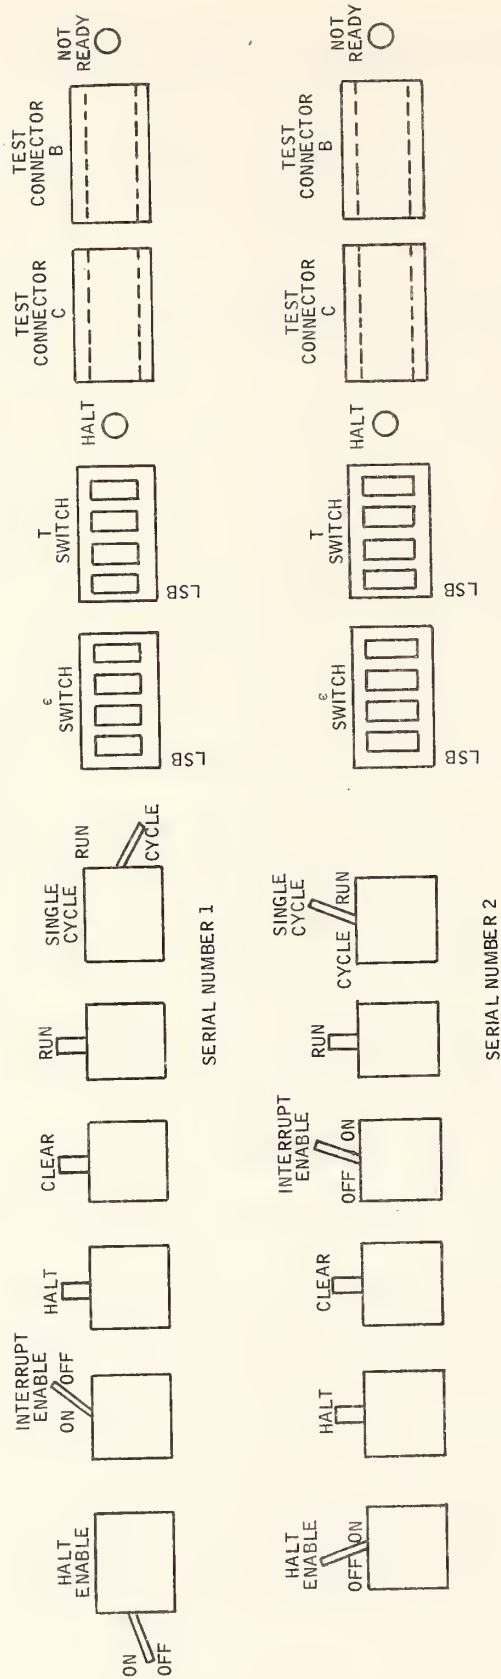 HALT
ENABLE
ON
OFF
INTERRUPT
ENABLE
ON
OFF
HALT
CLEAR
RUN
SINGLE
CYCLE
RUN
CYCLE
ε
SWITCH
LSB
T
SWITCH
LSB
HALT
TEST
CONNECTOR
C
TEST
CONNECTOR
B
NOT
READY
SERIAL NUMBER 1
HALT
ENABLE
OFF
ON
HALT
CLEAR
INTERRUPT
ENABLE
OFF
ON
RUN
SINGLE
CYCLE
CYCLE
RUN
ε
SWITCH
LSB
T
SWITCH
LSB
HALT
TEST
CONNECTOR
C
TEST
CONNECTOR
B
NOT
READY
SERIAL NUMBER 2